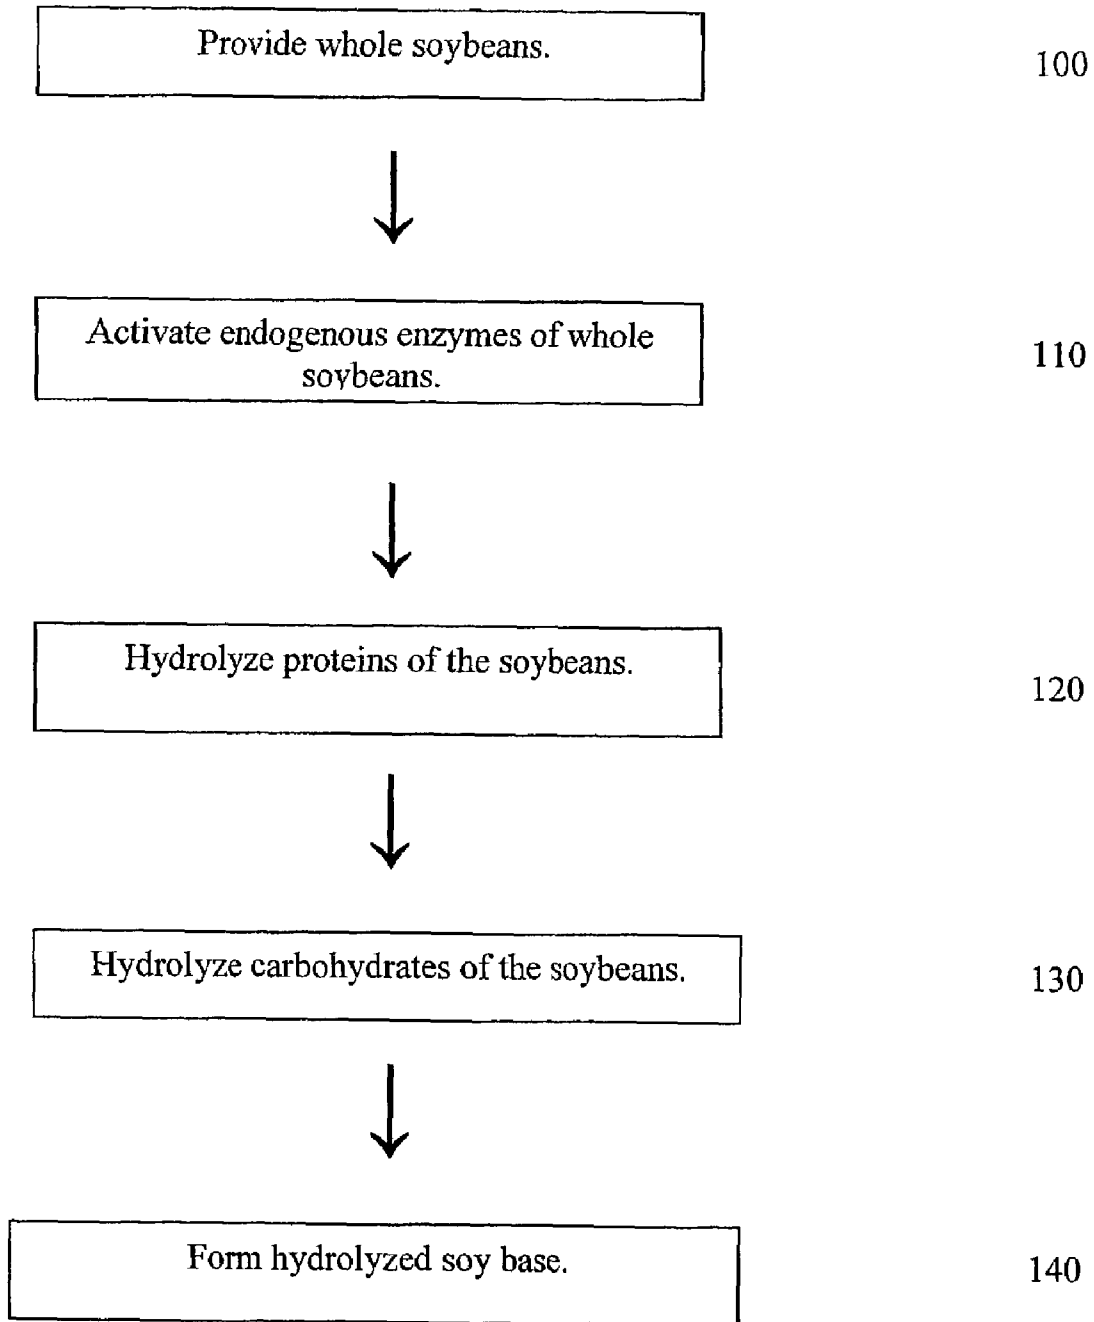 Provide whole soybeans.
100
Activate endogenous enzymes of whole
soybeans.
110
Hydrolyze proteins of the soybeans.
120
Hydrolyze carbohydrates of the soybeans.
130
Form hydrolyzed soy base.
140